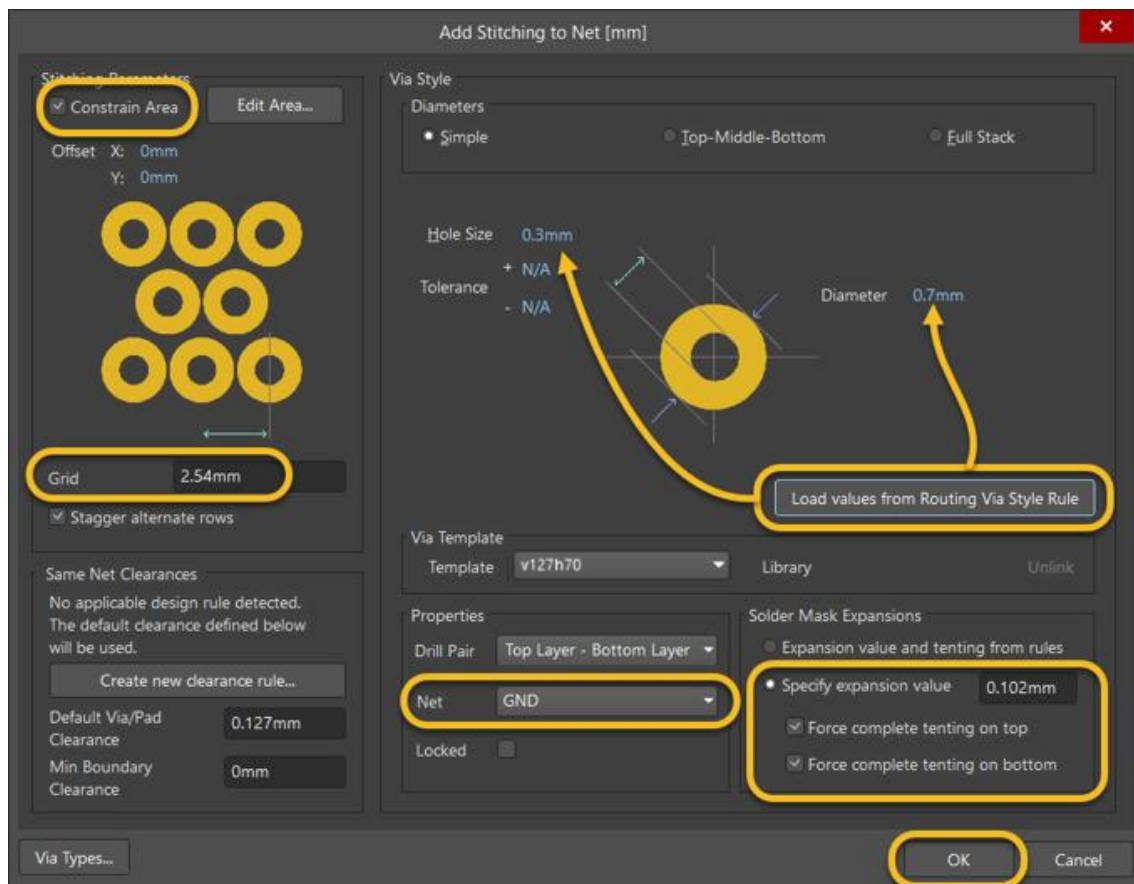 Add Stitching to Net [mm]
Stitching Parameters
Constrain Area
Edit Area...
Offset X: 0mm
Y: 0mm
Grid 2.54mm
Stagger alternate rows
Same Net Clearances
No applicable design rule detected.
The default clearance defined below
will be used.
Create new clearance rule...
Default Via/Pad
Clearance
0.127mm
Min Boundary
Clearance
0mm
Via Types...
Via Style
Diameters
Simple
Top-Middle-Bottom
Full Stack
Hole Size 0.3mm
Tolerance
+ N/A
- N/A
Diameter 0.7mm
Load values from Routing Via Style Rule
Via Template
Template v127h70
Library
Unlink
Properties
Drill Pair Top Layer - Bottom Layer
Net GND
Locked
Solder Mask Expansions
Expansion value and tenting from rules
Specify expansion value 0.102mm
Force complete tenting on top
Force complete tenting on bottom
OK
Cancel